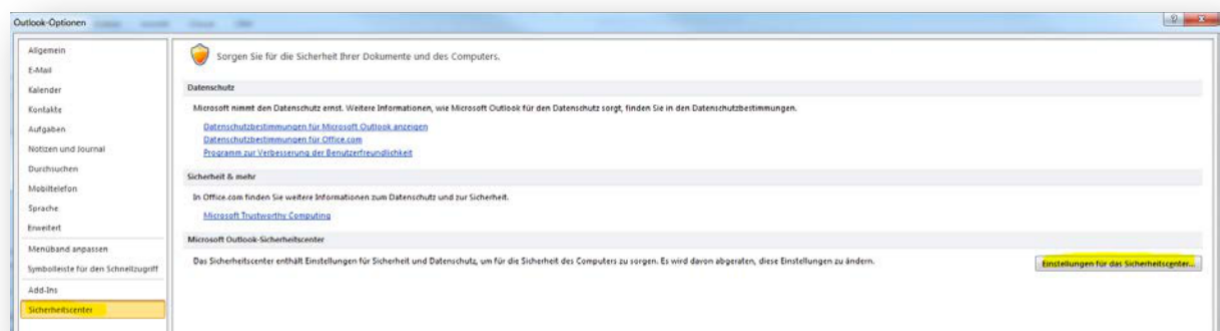 Outlook-Optionen
Allgemein
E-Mail
Kalender
Kontakte
Aufgaben
Notizen und Journal
Durchsuchen
Mobiltelefon
Sprache
Erweitert
Menüband anpassen
Symbolleiste für den Schnellzugriff
Add-Ins
Sicherheitscenter
Sorgen Sie für die Sicherheit Ihrer Dokumente und des Computers.
Datenschutz
Microsoft nimmt den Datenschutz ernst. Weitere Informationen, wie Microsoft Outlook für den Datenschutz sorgt, finden Sie in den Datenschutzbestimmungen.
Datenschutzbestimmungen für Microsoft Outlook anzeigen
Datenschutzbestimmungen für Office.com
Programm zur Verbesserung der Benutzerfreundlichkeit
Sicherheit & mehr
In Office.com finden Sie weitere Informationen zum Datenschutz und zur Sicherheit.
Microsoft Trustworthy Computing
Microsoft Outlook-Sicherheitscenter
Das Sicherheitscenter enthält Einstellungen für Sicherheit und Datenschutz, um für die Sicherheit des Computers zu sorgen. Es wird davon abgeraten, diese Einstellungen zu ändern.
Einstellungen für das Sicherheitscenter...